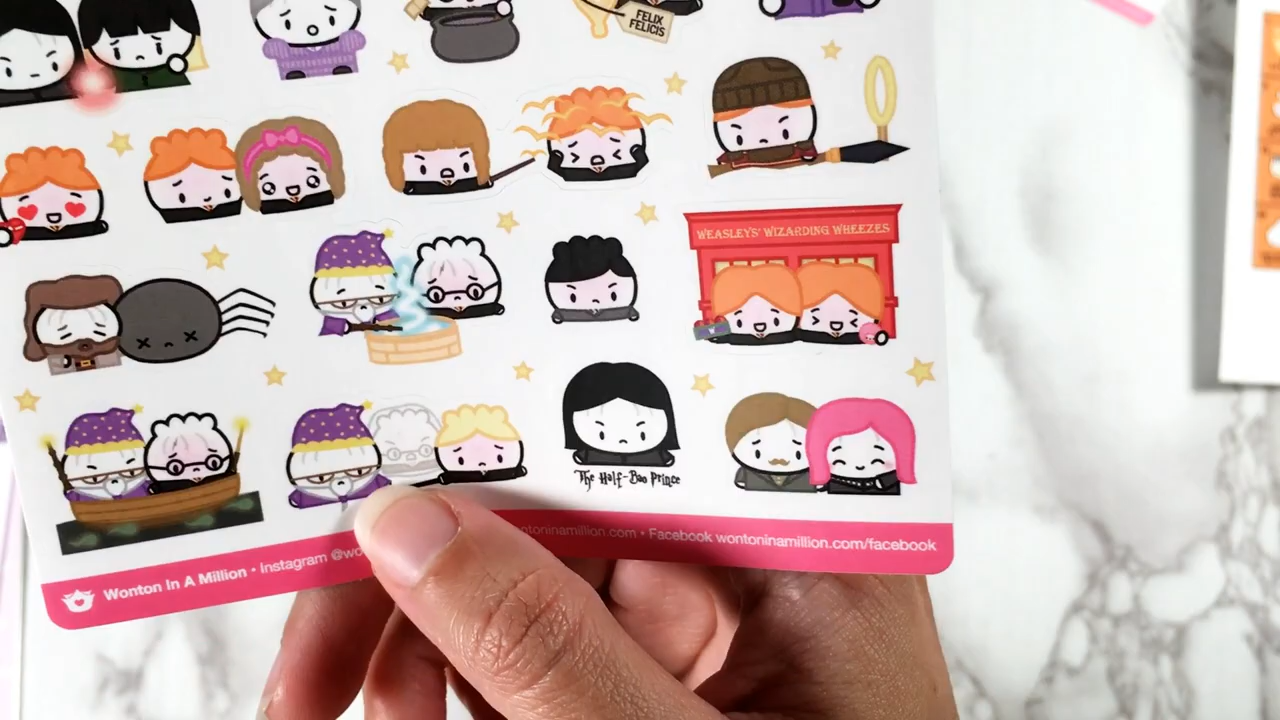 FELIX
FELICIS
WEASLEYS' WIZARDING WHEEZES
The Half-Bao Prince
Wonton In A Million • Instagram @wo
wontoninamillion.com • Facebook wontoninamillion.com/facebook